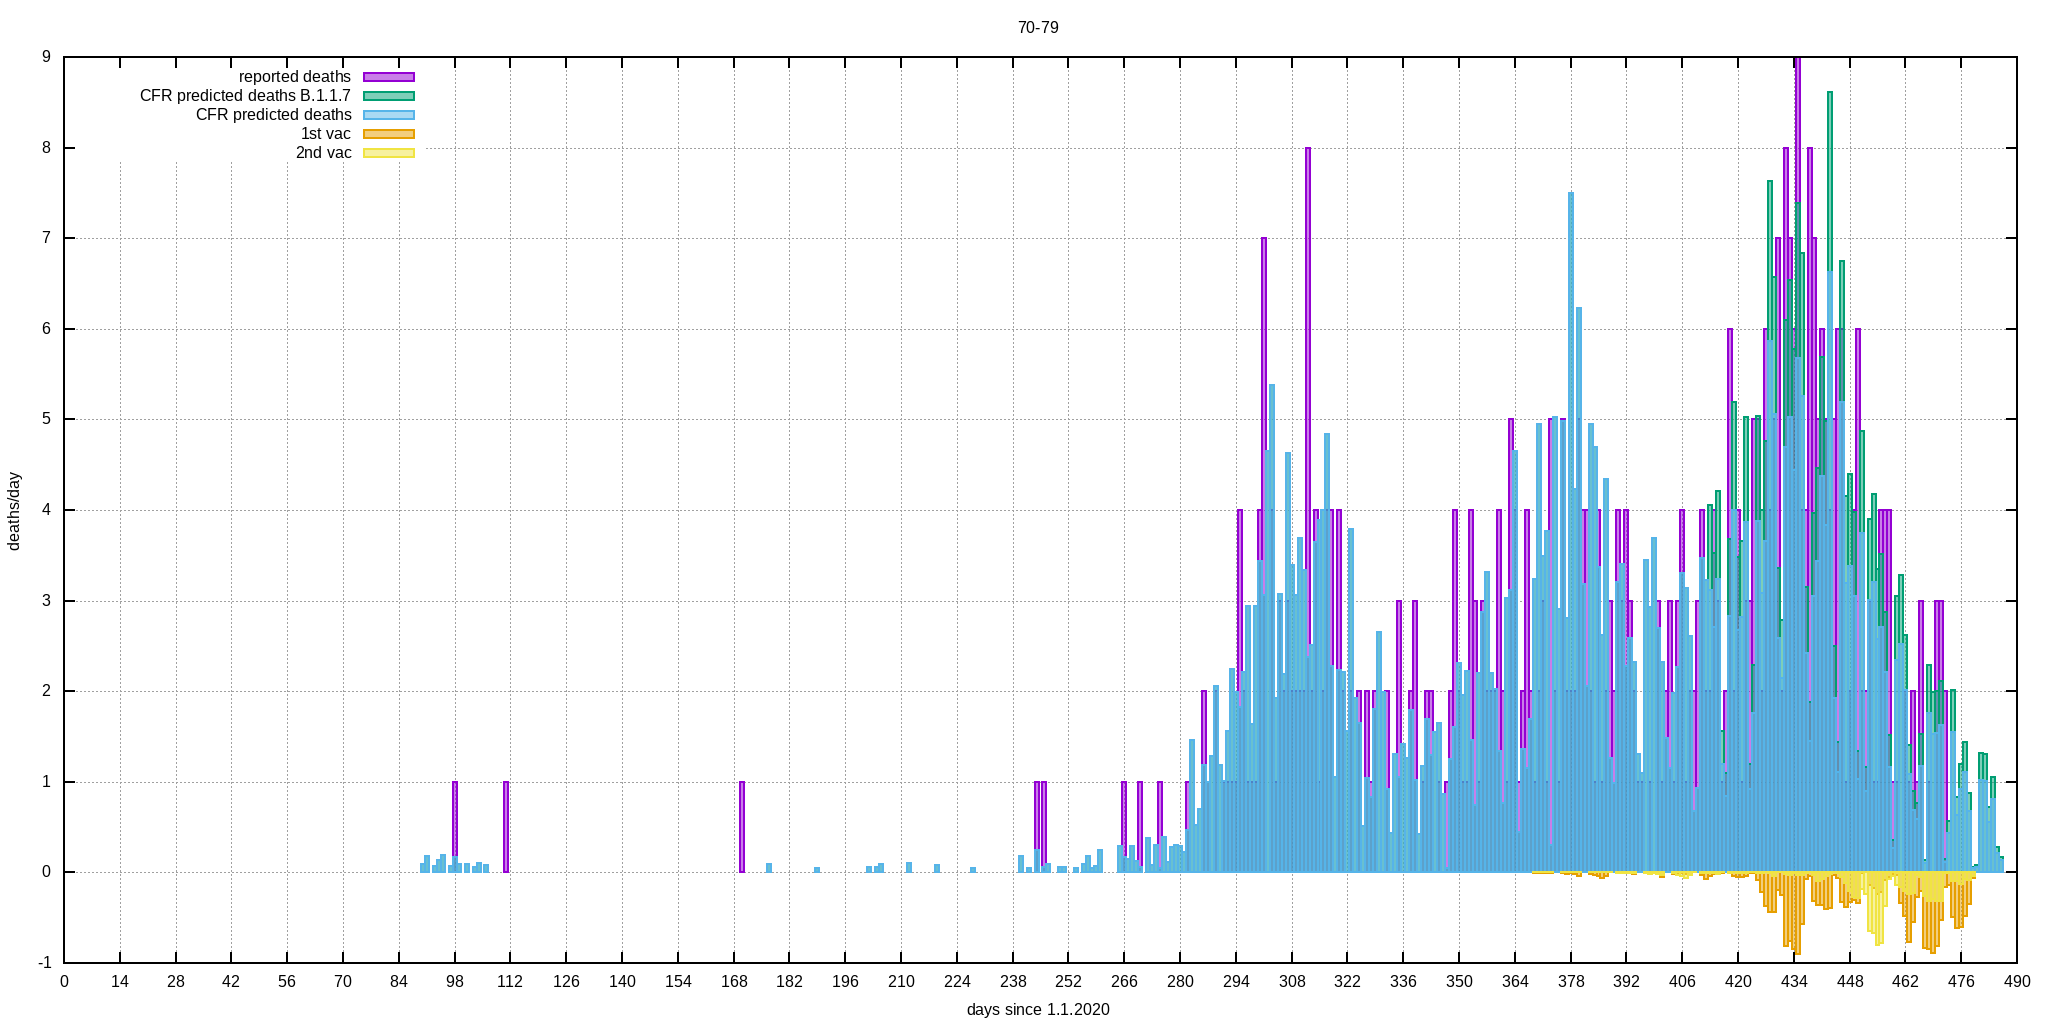 70-79
reported deaths
CFR predicted deaths B.1.1.7
CFR predicted deaths
1st vac
2nd vac
9
8
7
6
5
4
3
2
1
0
-1
deaths/day
0 14 28 42 56 70 84 98 112 126 140 154 168 182 196 210 224 238 252 266 280 294 308 322 336 350 364 378 392 406 420 434 448 462 476 490
days since 1.1.2020